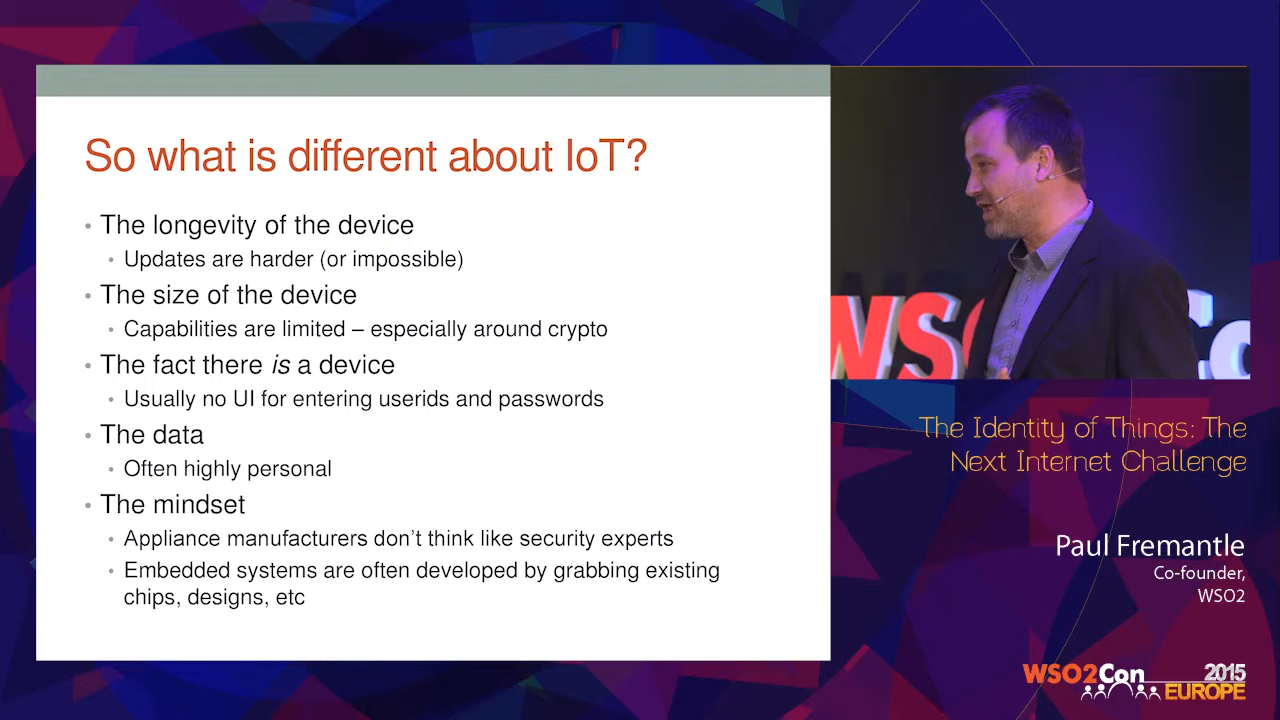 So what is different about IoT?
• The longevity of the device
• Updates are harder (or impossible)
• The size of the device
• Capabilities are limited – especially around crypto
• The fact there is a device
• Usually no UI for entering userids and passwords
• The data
• Often highly personal
• The mindset
• Appliance manufacturers don’t think like security experts
• Embedded systems are often developed by grabbing existing
chips, designs, etc
WSO
Co
The Identity of Things: The
Next Internet Challenge
Paul Fremantle
Co-founder,
WSO2
WSO2Con 2015
EUROPE